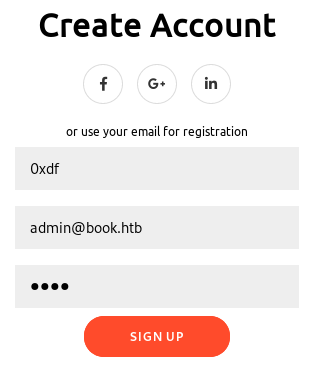 Create Account
f G+ in
or use your email for registration
0xdf
admin@book.htb
••••
SIGN UP